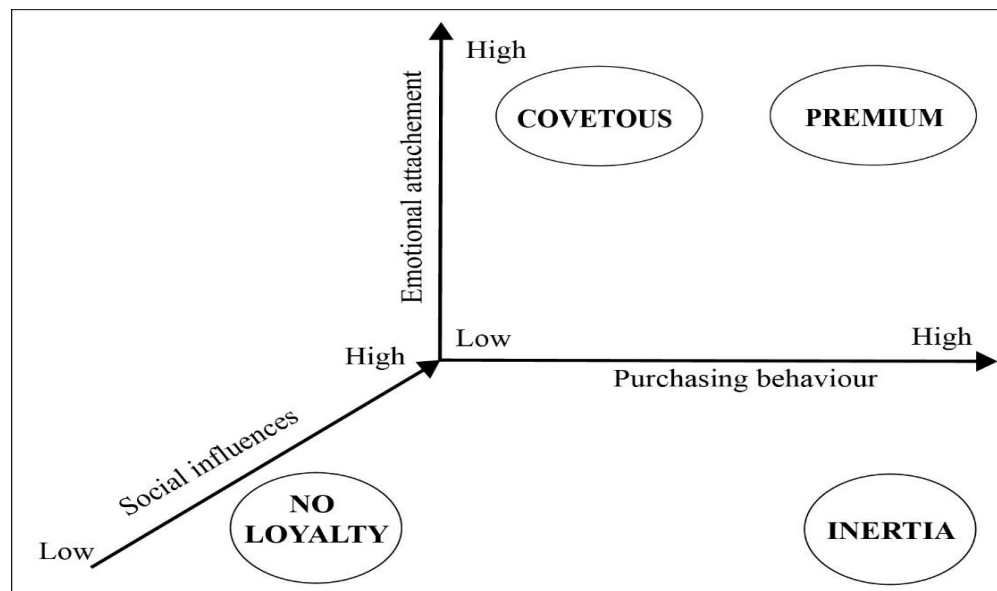 High
COVETOUS
PREMIUM
Emotional attachement
High
Low
High
Purchasing behaviour
Social influences
Low
NO
LOYALTY
INERTIA